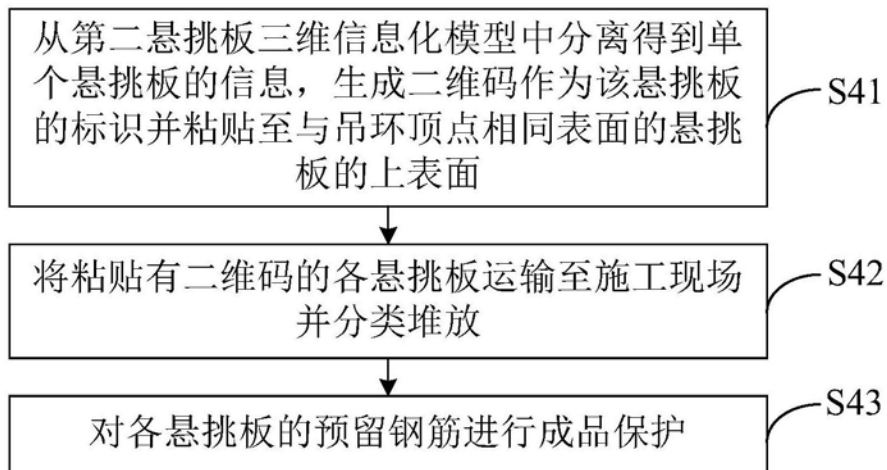 从第二悬挑板三维信息化模型中分离得到单
个悬挑板的信息，生成二维码作为该悬挑板
的标识并粘贴至与吊环顶点相同表面的悬挑
板的上表面
S41
将粘贴有二维码的各悬挑板运输至施工现场
并分类堆放
S42
对各悬挑板的预留钢筋进行成品保护
S43